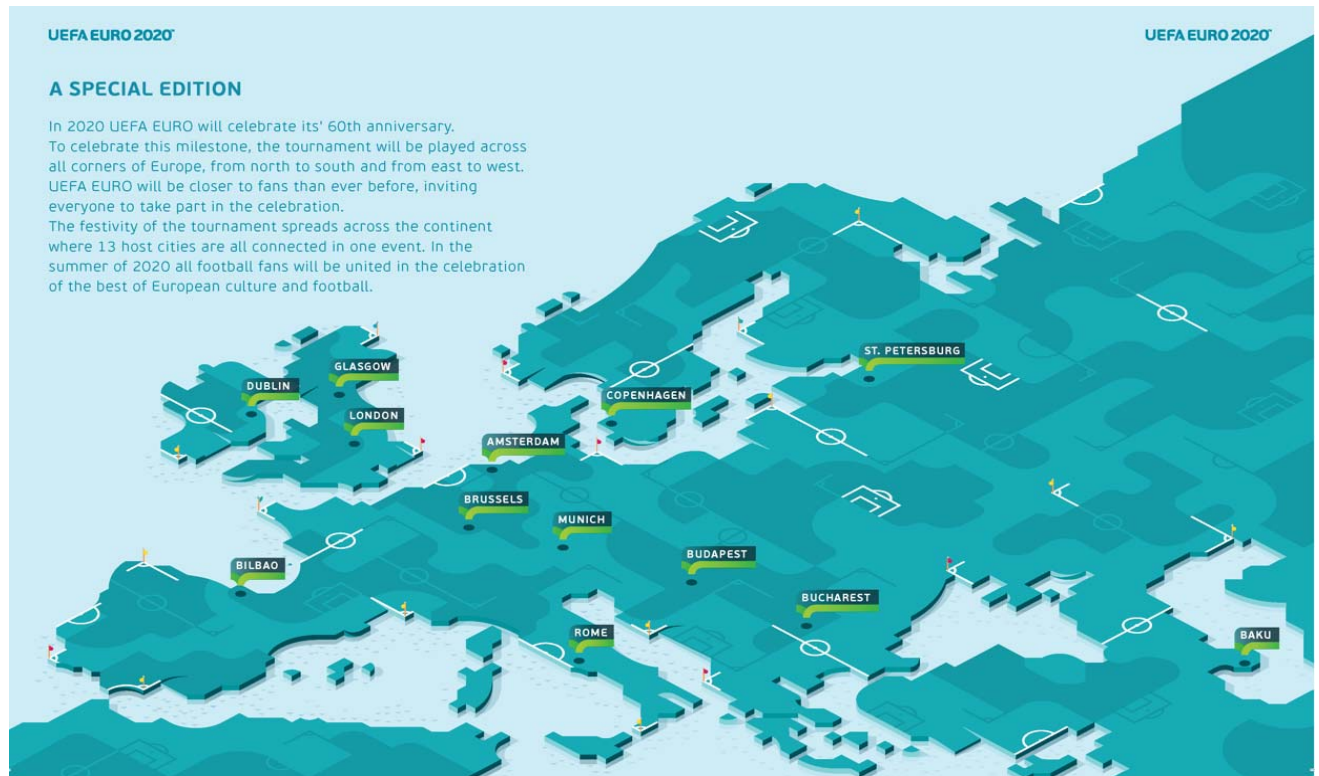 UEFA EURO 2020™
UEFA EURO 2020™
A SPECIAL EDITION
In 2020 UEFA EURO will celebrate its' 60th anniversary.
To celebrate this milestone, the tournament will be played across
all corners of Europe, from north to south and from east to west.
UEFA EURO will be closer to fans than ever before, inviting
everyone to take part in the celebration.
The festivity of the tournament spreads across the continent
where 13 host cities are all connected in one event. In the
summer of 2020 all football fans will be united in the celebration
of the best of European culture and football.
ST. PETERSBURG
GLASGOW
DUBLIN
COPENHAGEN
LONDON
AMSTERDAM
BRUSSELS
MUNICH
BUDAPEST
BILBAO
BUCHAREST
ROME
BAKU